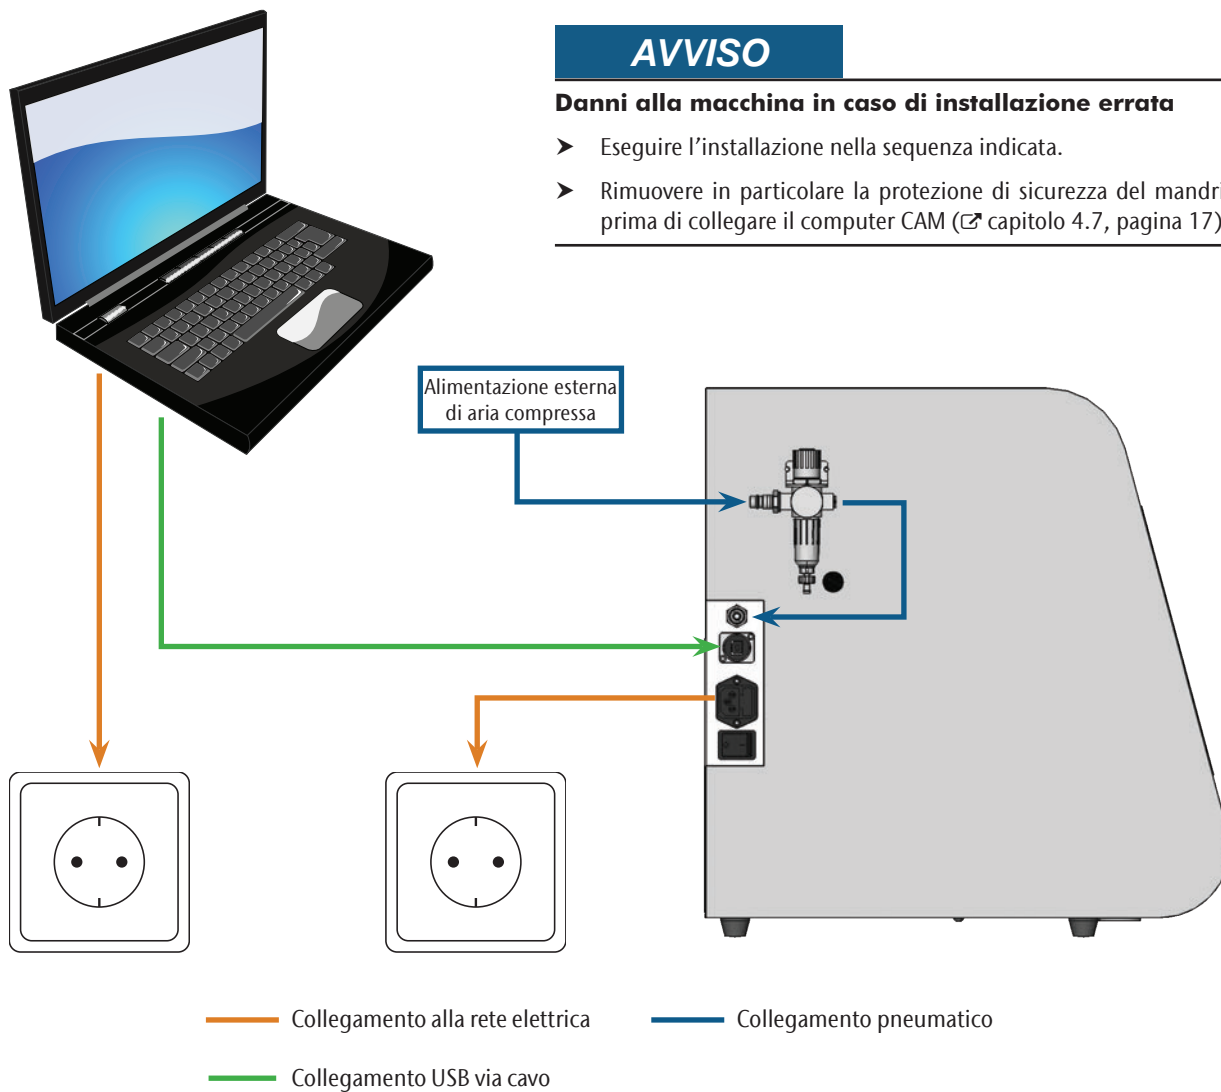 AVVISO
Danni alla macchina in caso di installazione errata
➤ Eseguire l'installazione nella sequenza indicata.
➤ Rimuovere in particolare la protezione di sicurezza del mandri
prima di collegare il computer CAM (capitolo 4.7, pagina 17)
Alimentazione esterna
di aria compressa
Collegamento alla rete elettrica
Collegamento pneumatico
Collegamento USB via cavo